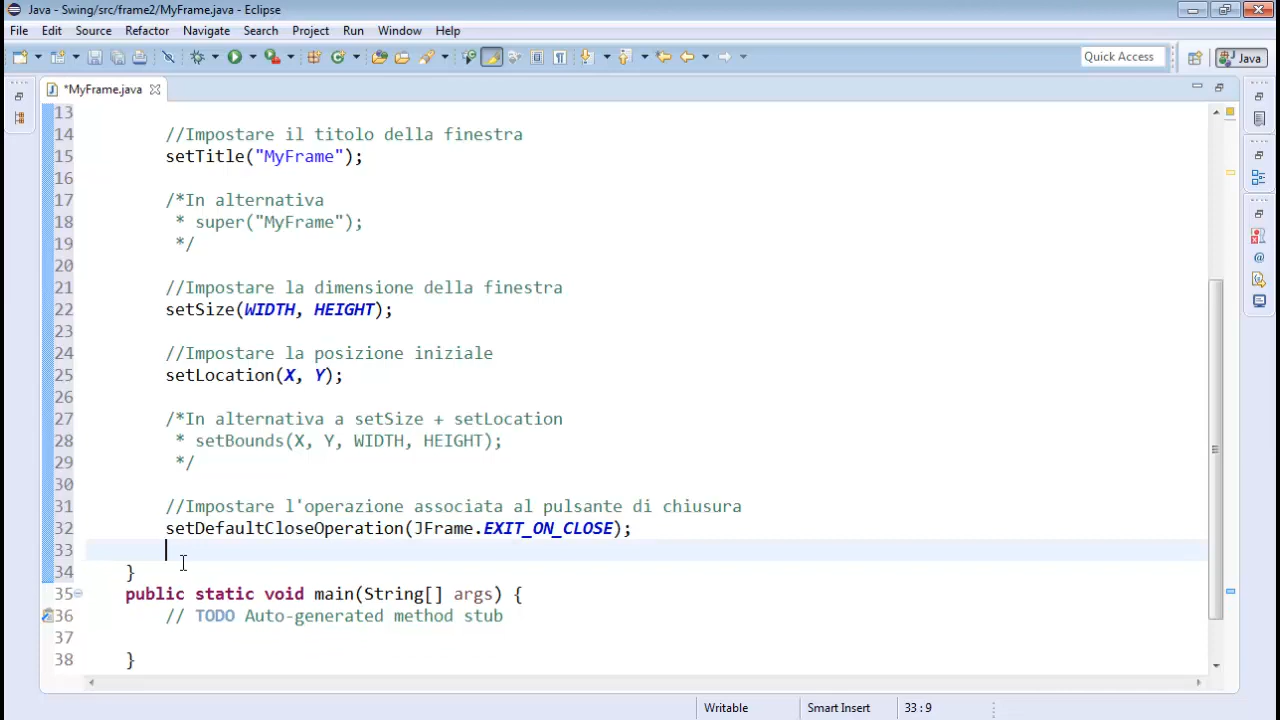 Java - Swing/src/frame2/MyFrame.java - Eclipse
File Edit Source Refactor Navigate Search Project Run Window Help
Quick Access Java
*MyFrame.java
13
14 //Impostare il titolo della finestra
15 setTitle("MyFrame");
16
17 /*In alternativa
18 * super("MyFrame");
19 */
20
21 //Impostare la dimensione della finestra
22 setSize(WIDTH, HEIGHT);
23
24 //Impostare la posizione iniziale
25 setLocation(X, Y);
26
27 /*In alternativa a setSize + setLocation
28 * setBounds(X, Y, WIDTH, HEIGHT);
29 */
30
31 //Impostare l'operazione associata al pulsante di chiusura
32 setDefaultCloseOperation(JFrame.EXIT_ON_CLOSE);
33
34 }
35 public static void main(String[] args) {
36 // TODO Auto-generated method stub
37
38 }
Writable Smart Insert 33:9